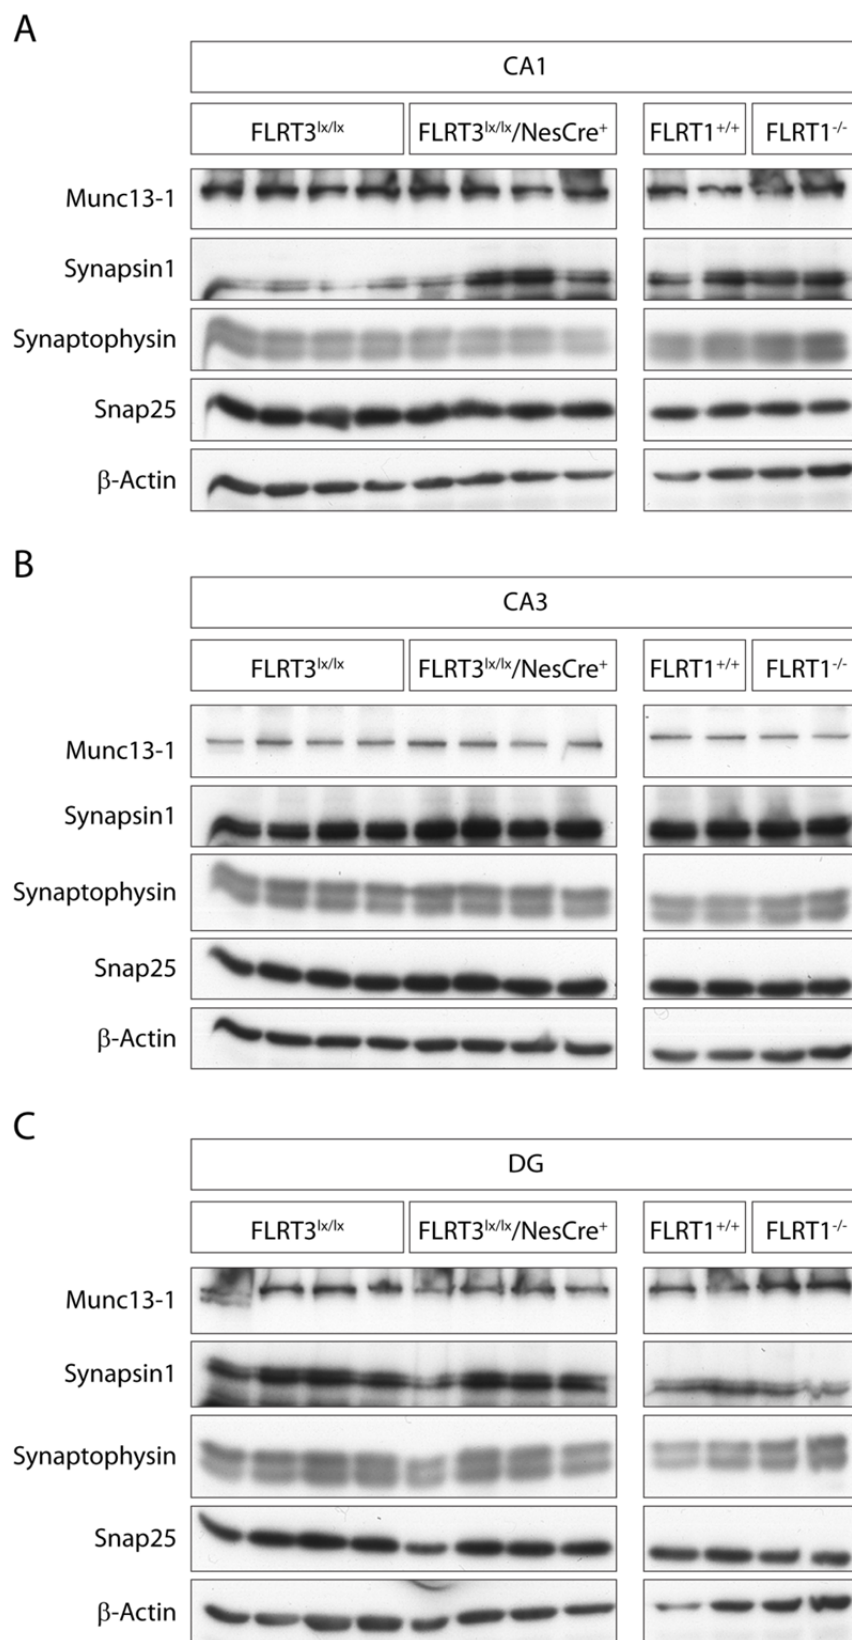 A
CA1
FLRT3lx/lx FLRT3lx/lx/NesCre+ FLRT1+/+ FLRT1-/-
Munc13-1
Synapsin1
Synaptophysin
Snap25
β-Actin
B
CA3
FLRT3lx/lx FLRT3lx/lx/NesCre+ FLRT1+/+ FLRT1-/-
Munc13-1
Synapsin1
Synaptophysin
Snap25
β-Actin
C
DG
FLRT3lx/lx FLRT3lx/lx/NesCre+ FLRT1+/+ FLRT1-/-
Munc13-1
Synapsin1
Synaptophysin
Snap25
β-Actin